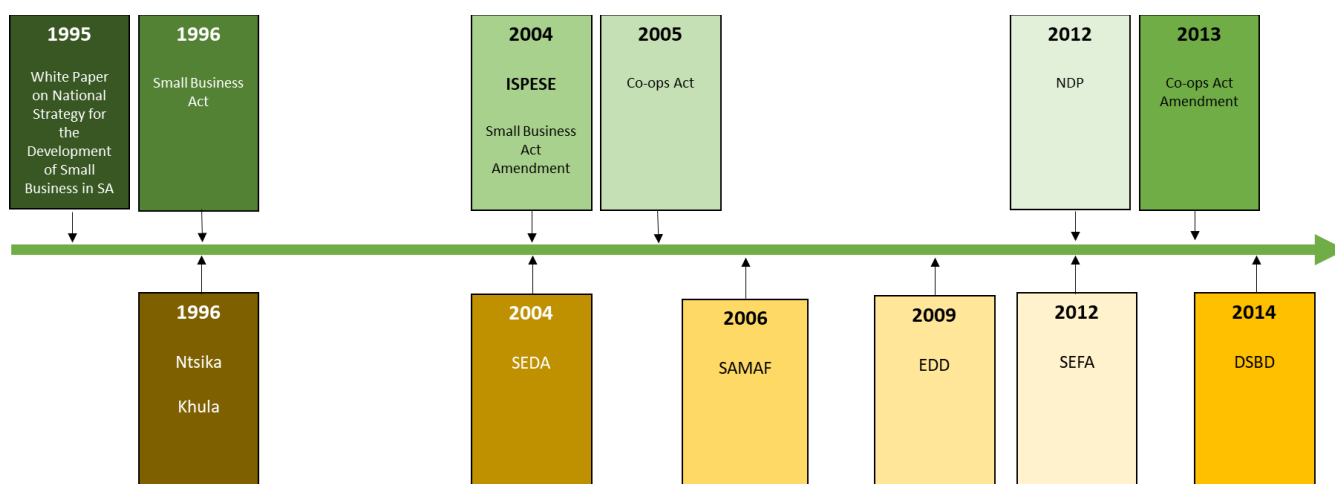 1995
White Paper
on National
Strategy for
the
Development
of Small
Business in SA
1996
Small Business
Act
2004
ISPESE
Small Business
Act
Amendment
2005
Co-ops Act
2012
NDP
2013
Co-ops Act
Amendment
1996
Ntsika
Khula
2004
SEDA
2006
SAMAF
2009
EDD
2012
SEFA
2014
DSBD